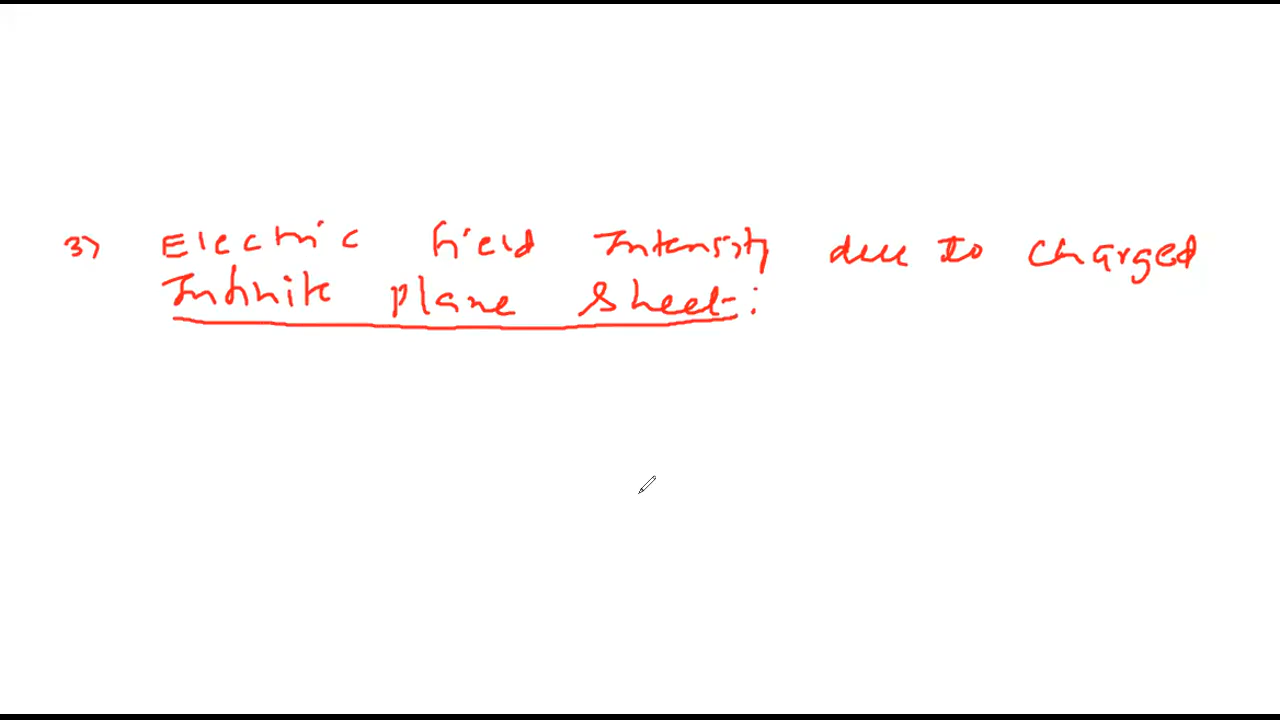 3) Electric field Intensity due to charged
Infinite plane sheet: